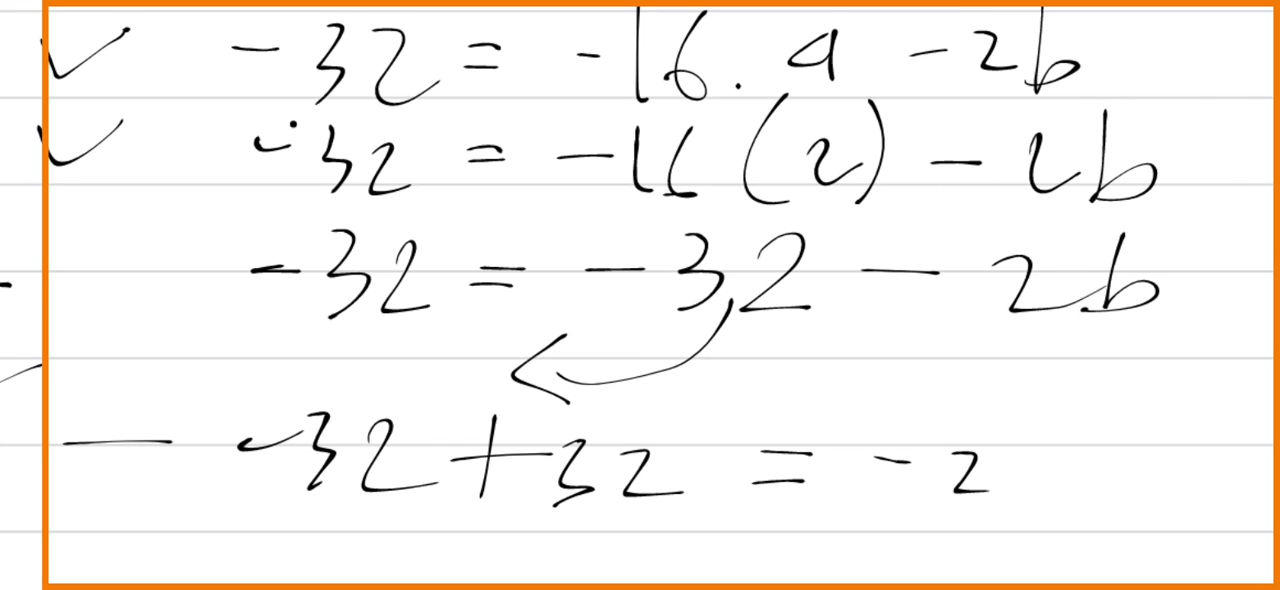 -32 = -16. a - 2b
-32 = -16 (2) - 2b
-32 = -32 - 2b
-32 + 32 = -2